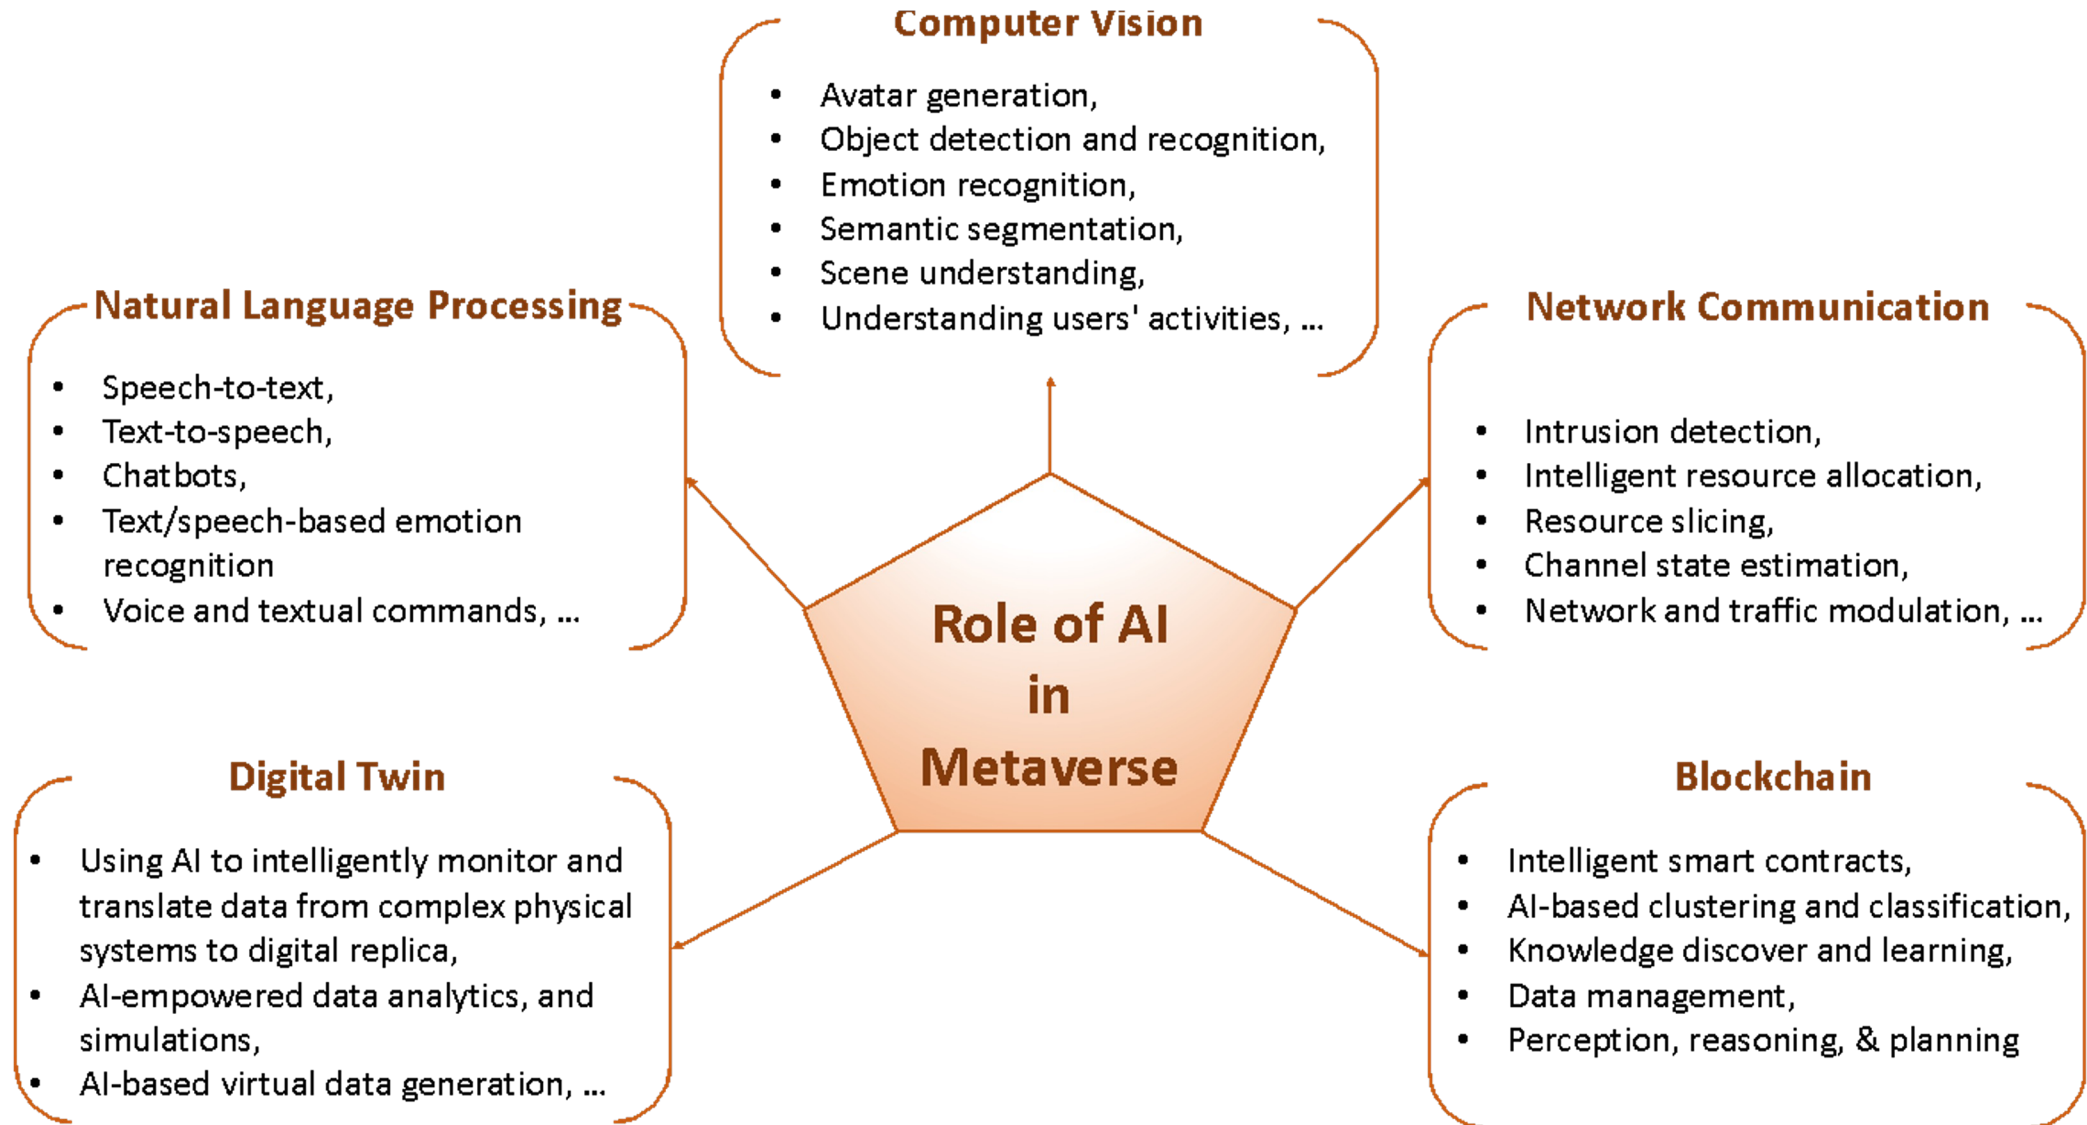 Computer Vision
• Avatar generation,
• Object detection and recognition,
• Emotion recognition,
• Semantic segmentation,
• Scene understanding,
• Understanding users' activities, ...
Natural Language Processing
• Speech-to-text,
• Text-to-speech,
• Chatbots,
• Text/speech-based emotion
recognition
• Voice and textual commands, ...
Network Communication
• Intrusion detection,
• Intelligent resource allocation,
• Resource slicing,
• Channel state estimation,
• Network and traffic modulation, ...
Role of AI
in
Metaverse
Digital Twin
• Using AI to intelligently monitor and
translate data from complex physical
systems to digital replica,
• AI-empowered data analytics, and
simulations,
• AI-based virtual data generation, ...
Blockchain
• Intelligent smart contracts,
• AI-based clustering and classification,
• Knowledge discover and learning,
• Data management,
• Perception, reasoning, & planning